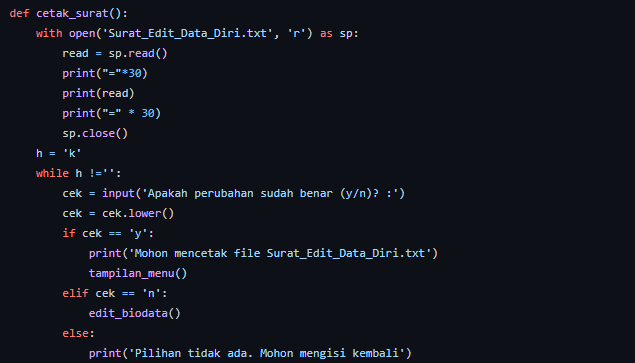 def cetak_surat():
    with open('Surat_Edit_Data_Diri.txt', 'r') as sp:
        read = sp.read()
        print("="*30)
        print(read)
        print("=" * 30)
        sp.close()
    h = 'k'
    while h !='':
        cek = input('Apakah perubahan sudah benar (y/n)? :')
        cek = cek.lower()
        if cek == 'y':
            print('Mohon mencetak file Surat_Edit_Data_Diri.txt')
            tampilan_menu()
        elif cek == 'n':
            edit_biodata()
        else:
            print('Pilihan tidak ada. Mohon mengisi kembali')